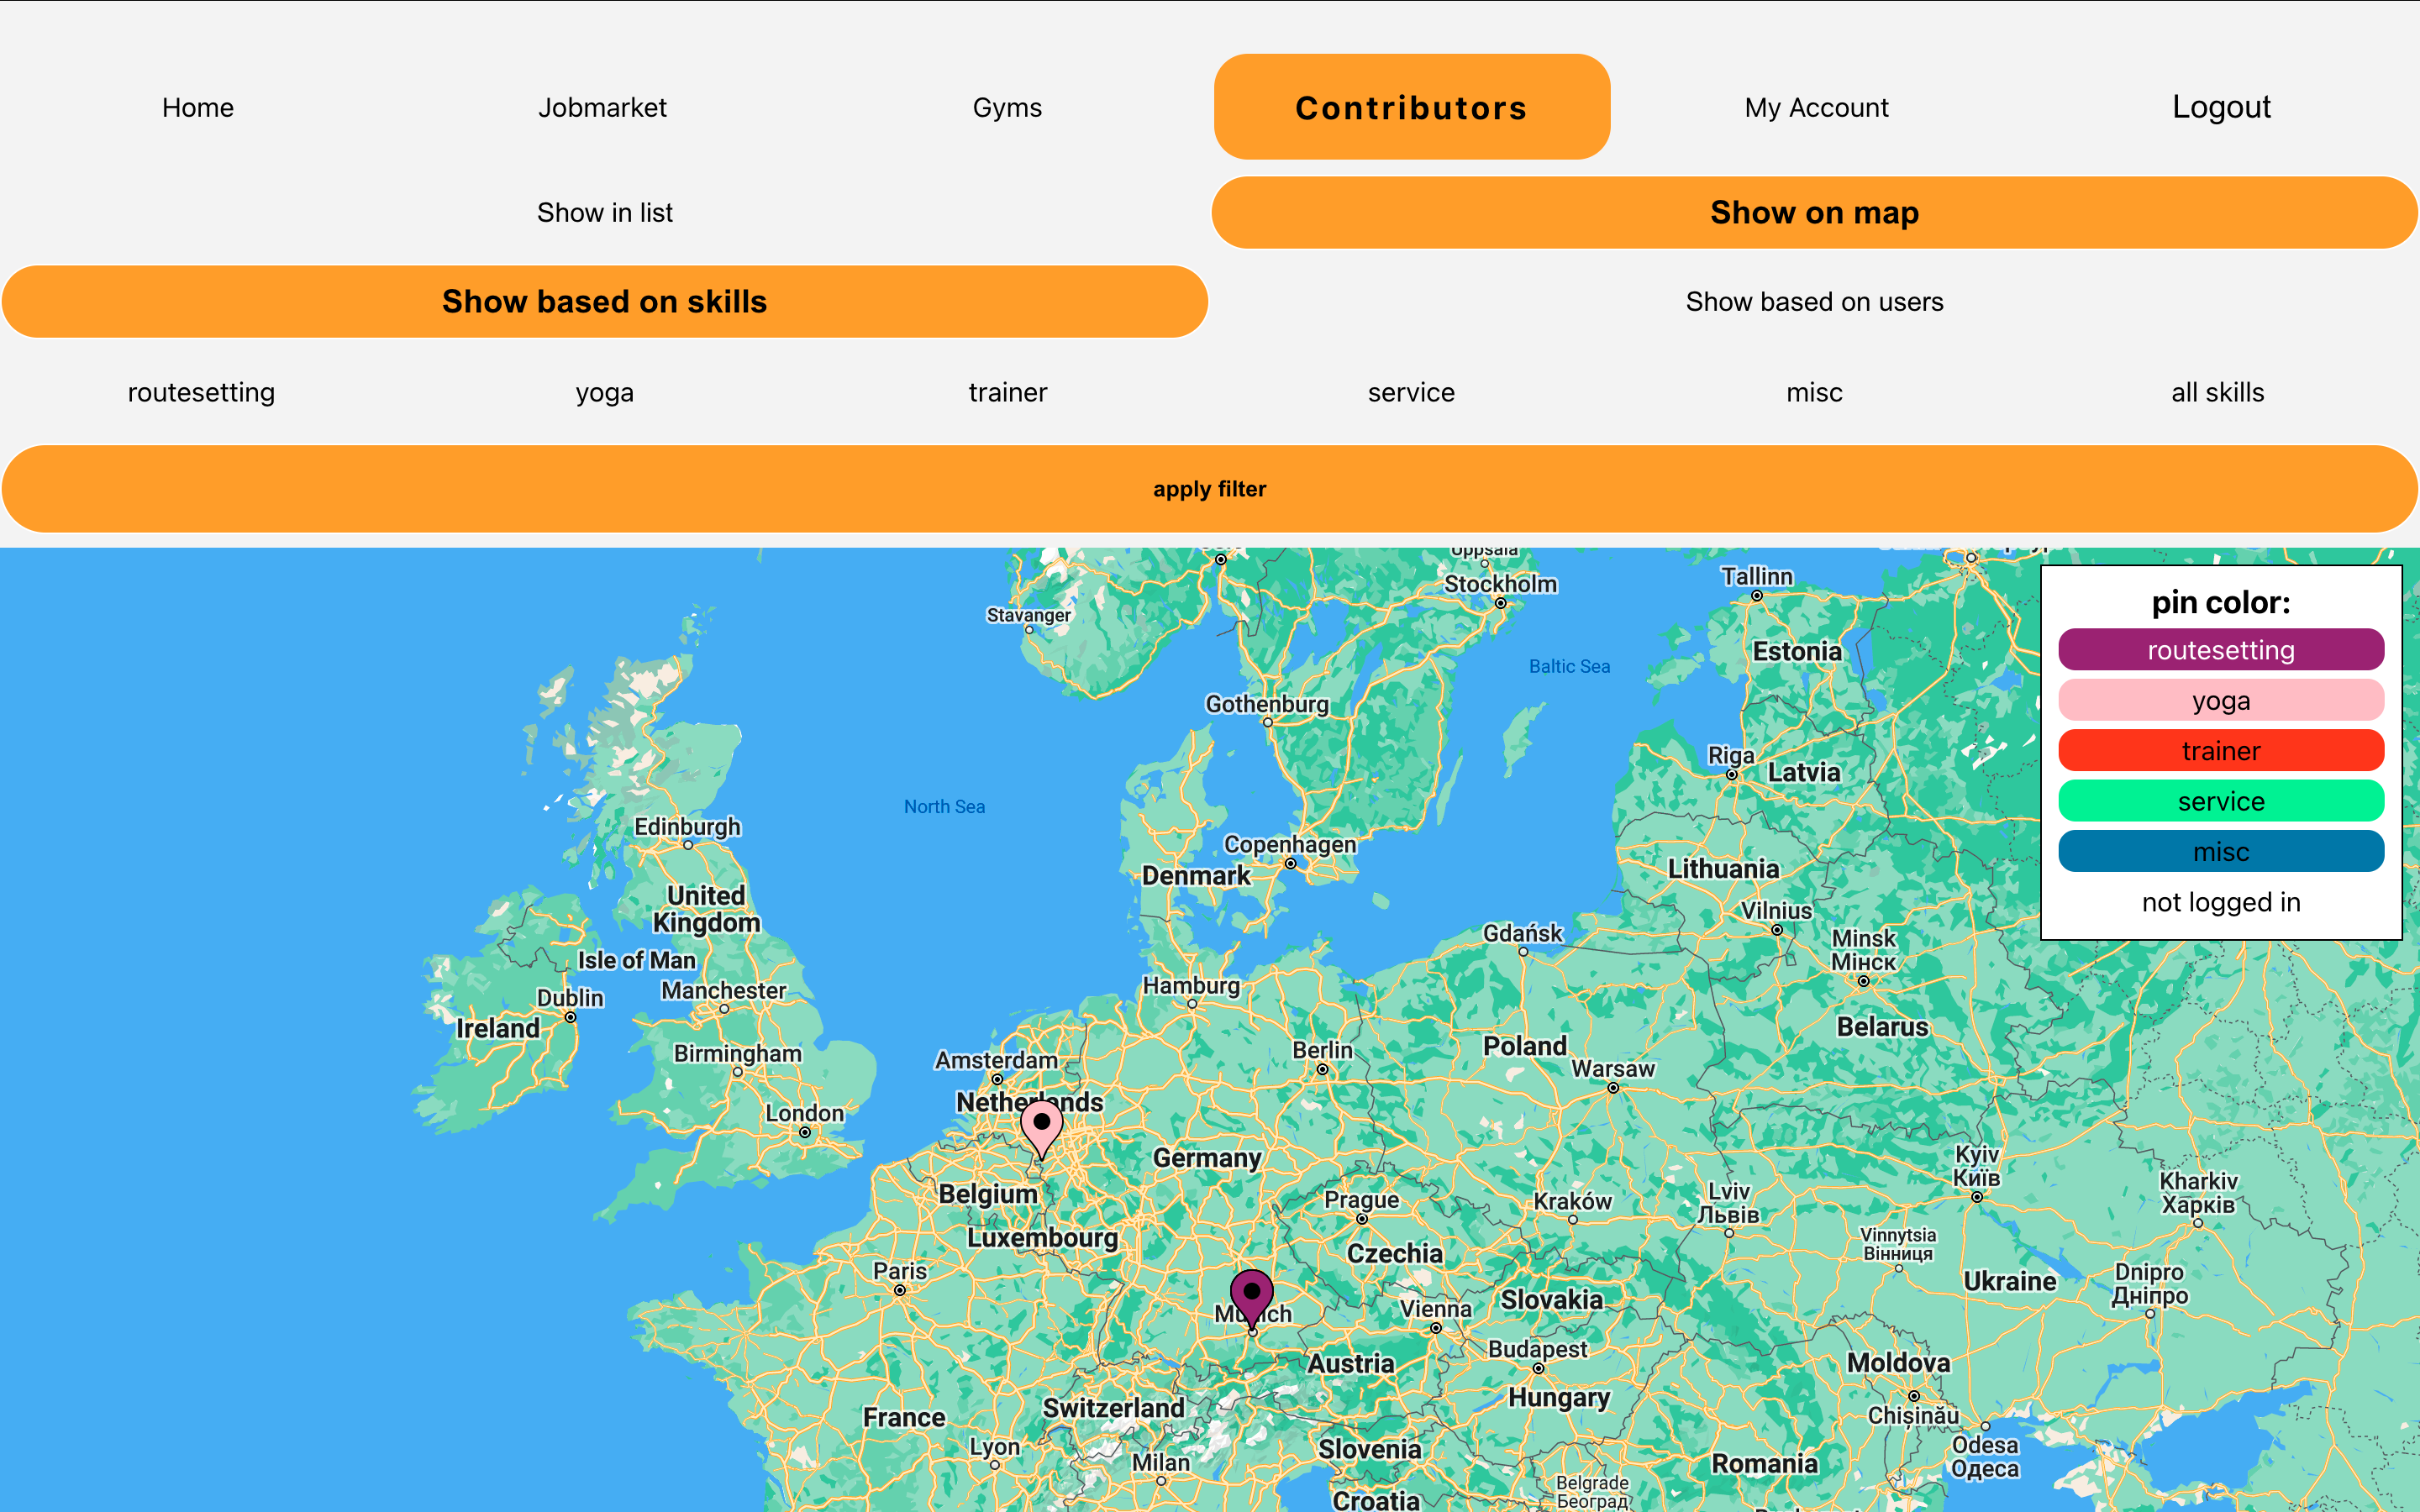 Home
Jobmarket
Gyms
Contributors
My Account
Logout
Show in list
Show on map
Show based on skills
Show based on users
routesetting
yoga
trainer
service
misc
all skills
apply filter
Uppsala
Stockholm
Tallinn
Stavanger
Estonia
Baltic Sea
Gothenburg
Riga
Latvia
North Sea
Edinburgh
Copenhagen
Denmark
Lithuania
United
Kingdom
Vilnius
Gdańsk
Minsk
Мінск
Isle of Man
Manchester
Hamburg
Dublin
Ireland
Belarus
Birmingham
Amsterdam
Berlin
Poland
Warsaw
Netherlands
London
Germany
Kyiv
Київ
Belgium
Prague
Kraków
Lviv
Львів
Kharkiv
Харків
Luxembourg
Czechia
Vinnytsia
Вінниця
Paris
Ukraine
Dnipro
Дніпро
Munich
Vienna
Slovakia
Budapest
Austria
Moldova
Hungary
Switzerland
France
Chișinău
Lyon
Slovenia
Odesa
Одеса
Milan
Romania
Belgrade
Београд
Croatia
pin color:
routesetting
yoga
trainer
service
misc
not logged in